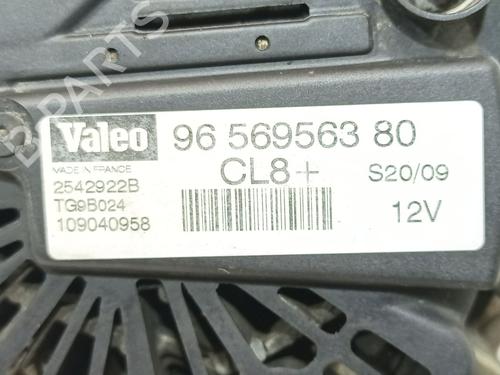 Valeo
MADE IN FRANCE
2542922B
TG9B024
109040958
96 569563 80
CL8+
S20/09
12V
B PARTS